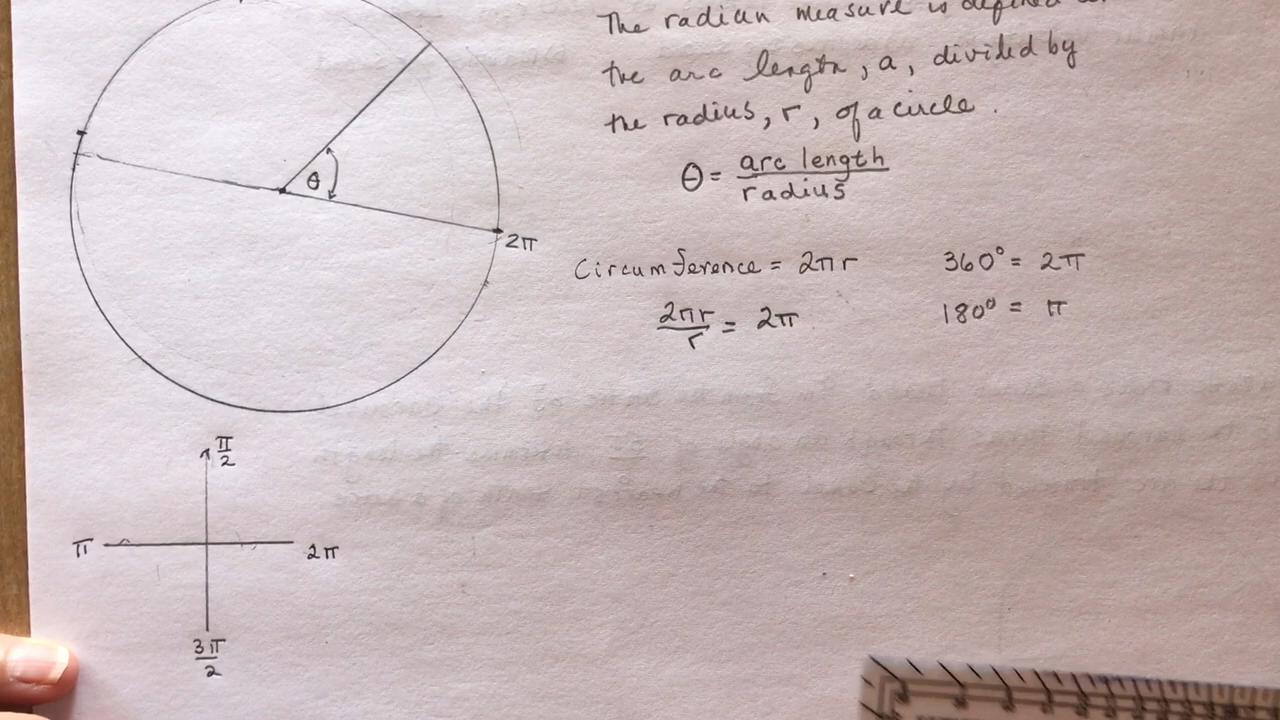 The radian measure is defined
the arc length, a, divided by
the radius, r, of a circle.
θ = arc length
radius
θ
2π
Circumference = 2πr
360° = 2π
2πr
r
= 2π
180° = π
π
2
π
2π
3π
2